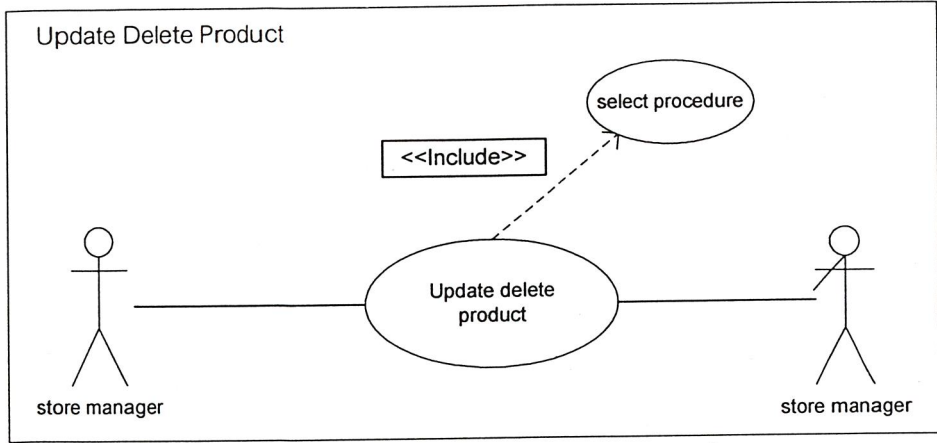 Update Delete Product
select procedure
<<Include>>
Update delete
product
store manager
store manager